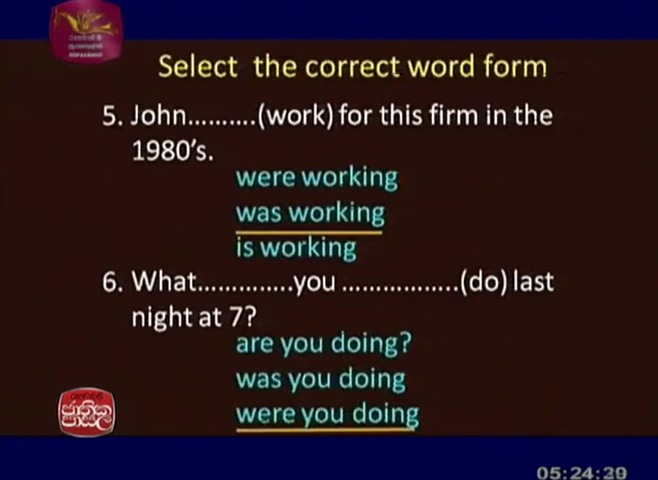 Select the correct word form
5. John..........(work) for this firm in the
1980's.
were working
was working
is working
6. What..............you .................(do) last
night at 7?
are you doing?
was you doing
were you doing
ජාතික
පාසල
05:24:29